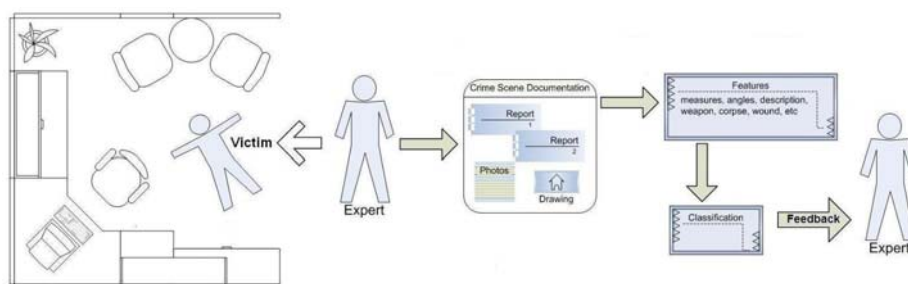 Victim
Expert
Crime Scene Documentation
Report
1
Report
2
Photos
Drawing
Features
measures, angles, description,
weapon, corpse, wound, etc
Classification
Feedback
Expert